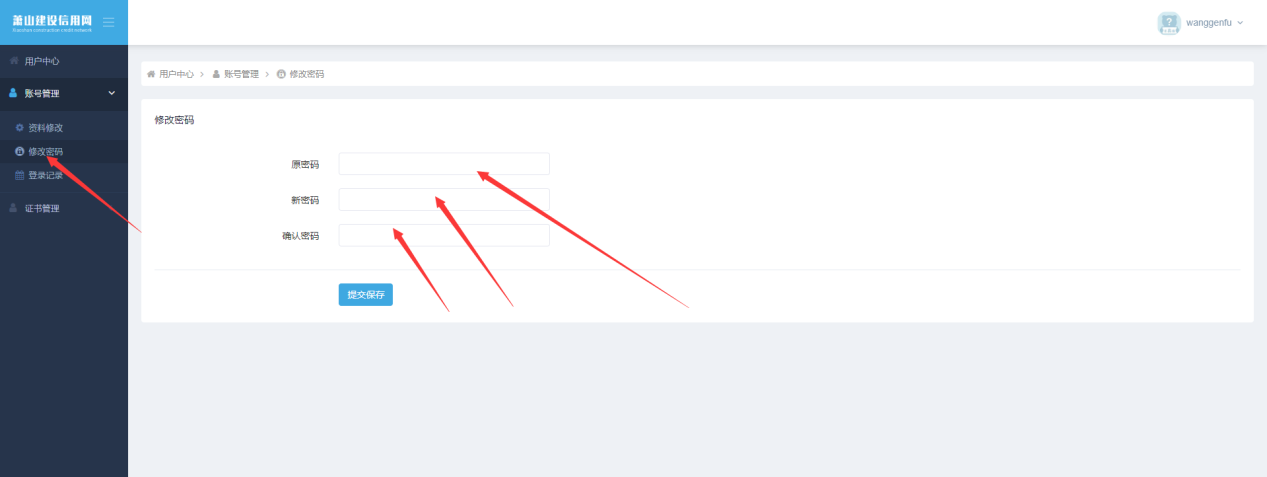 萧山建设信用网
Xiaoshan construction credit network
wanggenfu
用户中心
账号管理
资料修改
修改密码
登录记录
证书管理
用户中心 > 账号管理 > 修改密码
修改密码
原密码
新密码
确认密码
提交保存